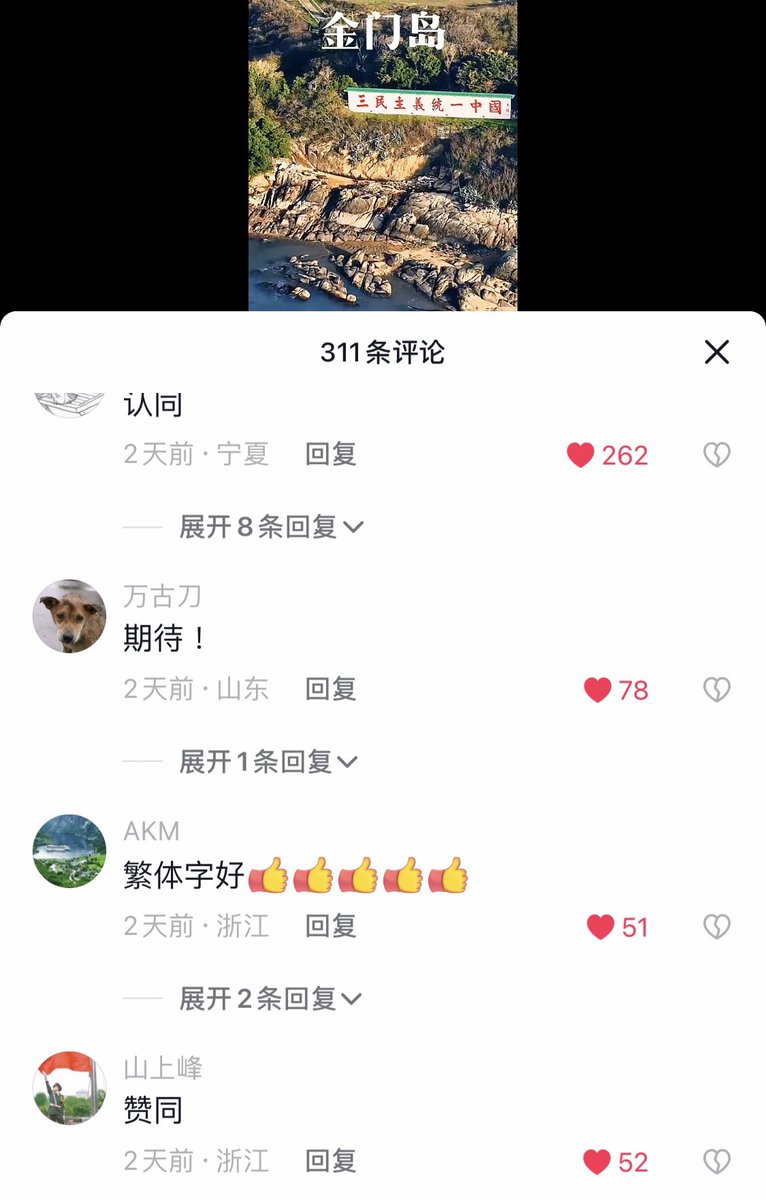 金门岛
三民主義統一中國
311条评论
认同
2天前·宁夏 回复 262
展开8条回复
万古刀
期待！
2天前·山东 回复 78
展开1条回复
AKM
繁体字好👍👍👍👍👍
2天前·浙江 回复 51
展开2条回复
山上峰
赞同
2天前·浙江 回复 52